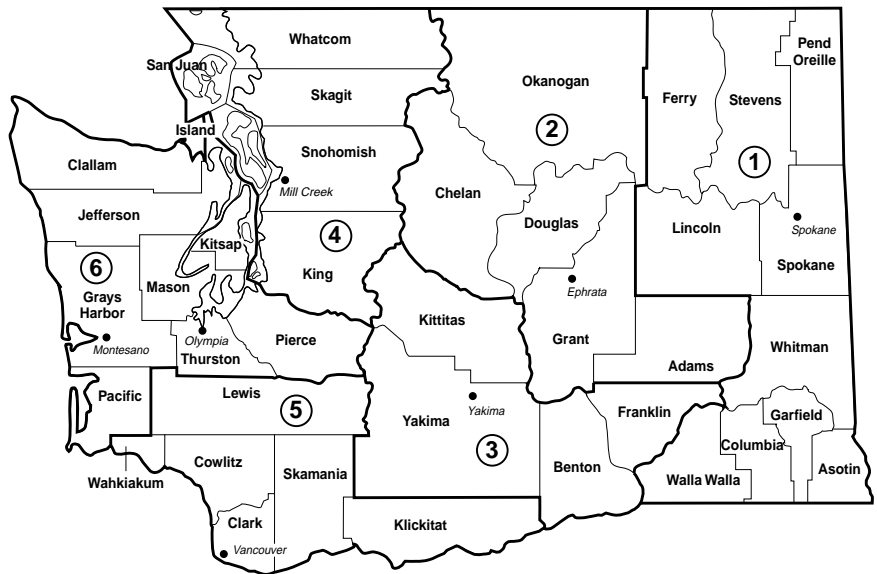 Whatcom
Pend
Oreille
San Juan
Okanogan
Skagit
Ferry
Stevens
Island
2
Snohomish
Clallam
1
Mill Creek
Chelan
Jefferson
Douglas
Lincoln
Spokane
4
Kitsap
6
King
Spokane
Mason
Ephrata
Grays
Harbor
Kittitas
Olympia
Pierce
Grant
Montesano
Thurston
Whitman
Adams
Pacific
Lewis
5
Yakima
Franklin
Garfield
Yakima
3
Columbia
Cowlitz
Skamania
Benton
Asotin
Wahkiakum
Walla Walla
Clark
Klickitat
Vancouver